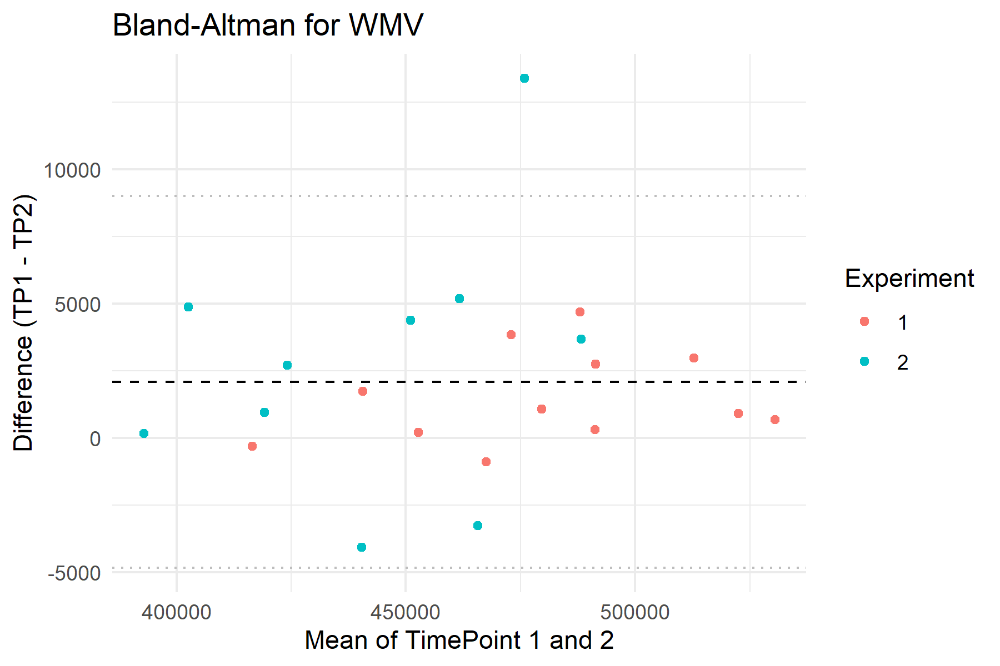 Bland-Altman for WMV
10000
5000
0
-5000
Difference (TP1 - TP2)
400000
450000
500000
Mean of TimePoint 1 and 2
Experiment
1
2